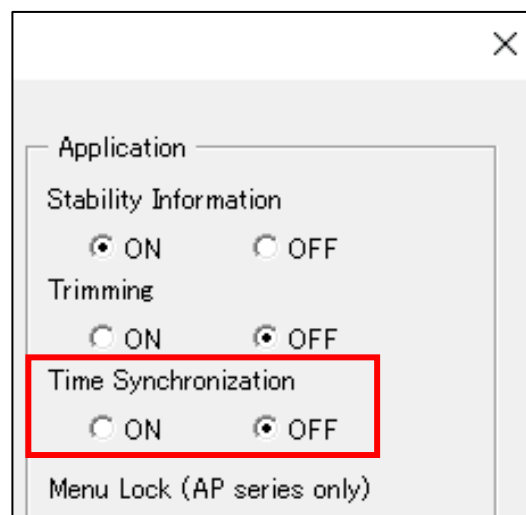 Application
Stability Information
ON OFF
Trimming
ON OFF
Time Synchronization
ON OFF
Menu Lock (AP series only)